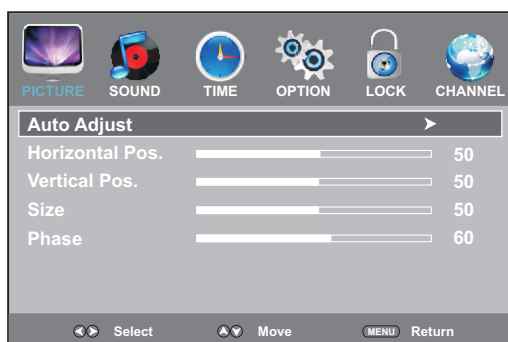 PICTURE SOUND TIME OPTION LOCK CHANNEL
Auto Adjust
Horizontal Pos. 50
Vertical Pos. 50
Size 50
Phase 60
Select Move MENU Return